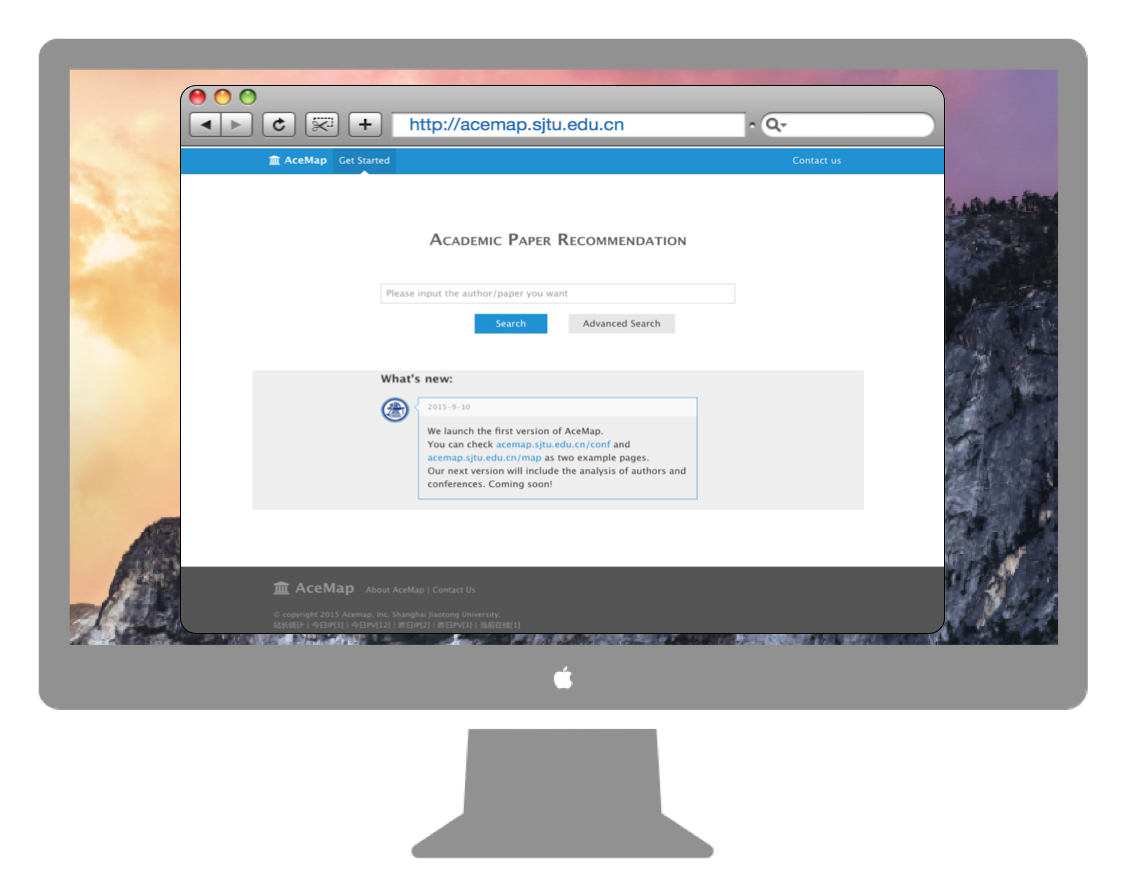 http://acemap.sjtu.edu.cn
AceMap Get Started Contact us
ACADEMIC PAPER RECOMMENDATION
Please input the author/paper you want
Search Advanced Search
What's new:
2015-9-10
We launch the first version of AceMap.
You can check acemap.sjtu.edu.cn/conf and
acemap.sjtu.edu.cn/map as two example pages.
Our next version will include the analysis of authors and
conferences. Coming soon!
AceMap About AceMap | Contact Us
© copyright 2015 Acemap, Inc. Shanghai Jiaotong University.
站长统计 | 今日IP[3] | 今日PV[12] | 昨日IP[2] | 昨日PV[3] | 当前在线[1]